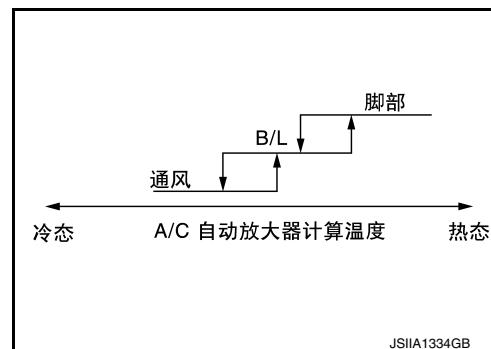 脚部
B/L
通风
冷态
A/C 自动放大器计算温度
热态
JSIIA1334GB